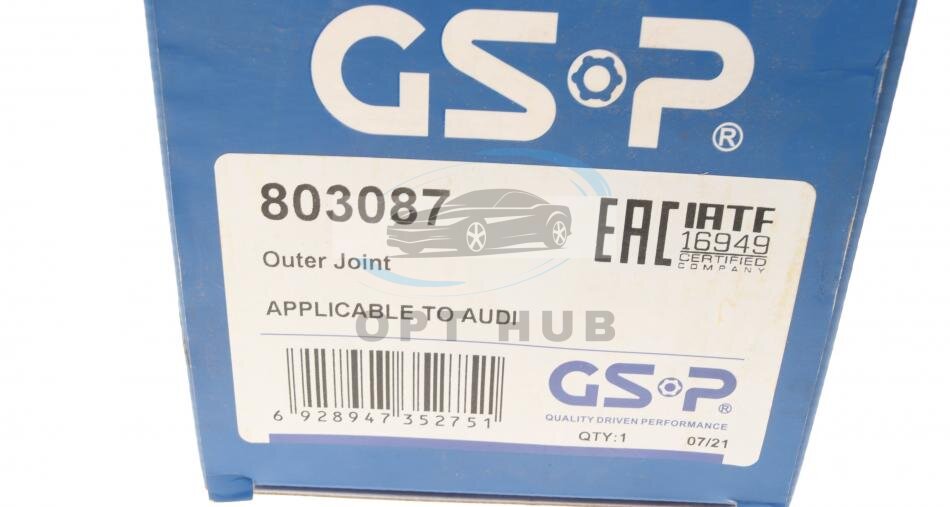 GSP®
803087
EAC
IATF
16949
CERTIFIED
COMPANY
Outer Joint
APPLICABLE TO AUDI
OPT HUB
6 928947 352751
GSP®
QUALITY DRIVEN PERFORMANCE
QTY:1 07/21